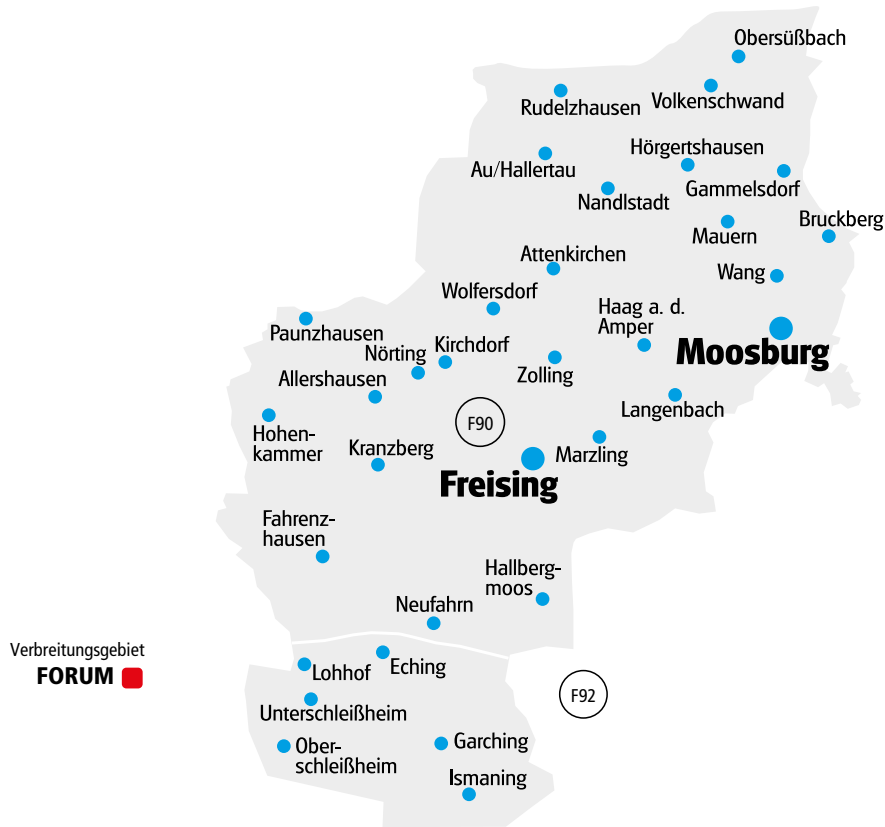 Obersüßbach
Volkenschwand
Rudelzhausen
Hörgertshausen
Au/Hallertau
Gammelsdorf
Nandlstadt
Bruckberg
Mauern
Attenkirchen
Wang
Wolfersdorf
Haag a. d.
Amper
Paunzhausen
Kirchdorf
Nörting
Moosburg
Zolling
Allershausen
Langenbach
F90
Hohen-
kammer
Kranzberg
Marzling
Freising
Fahrenz-
hausen
Hallberg-
moos
Neufahrn
Verbreitungsgebiet
FORUM
Lohhof
Eching
F92
Unterschleißheim
Garching
Ober-
schleißheim
Ismaning